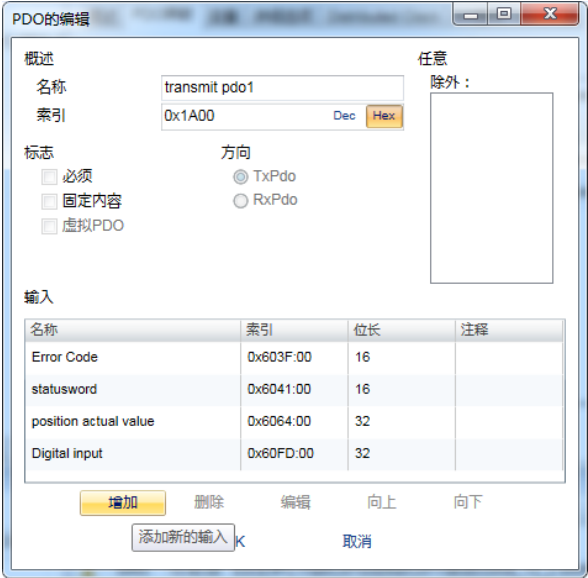 PDO的编辑
概述
任意
名称 transmit pdo1
除外：
索引 0x1A00 Dec Hex
标志
方向
必须
TxPdo
固定内容
RxPdo
虚拟PDO
输入
名称 索引 位长 注释
Error Code 0x603F:00 16
statusword 0x6041:00 16
position actual value 0x6064:00 32
Digital input 0x60FD:00 32
增加 删除 编辑 向上 向下
添加新的输入 K 取消